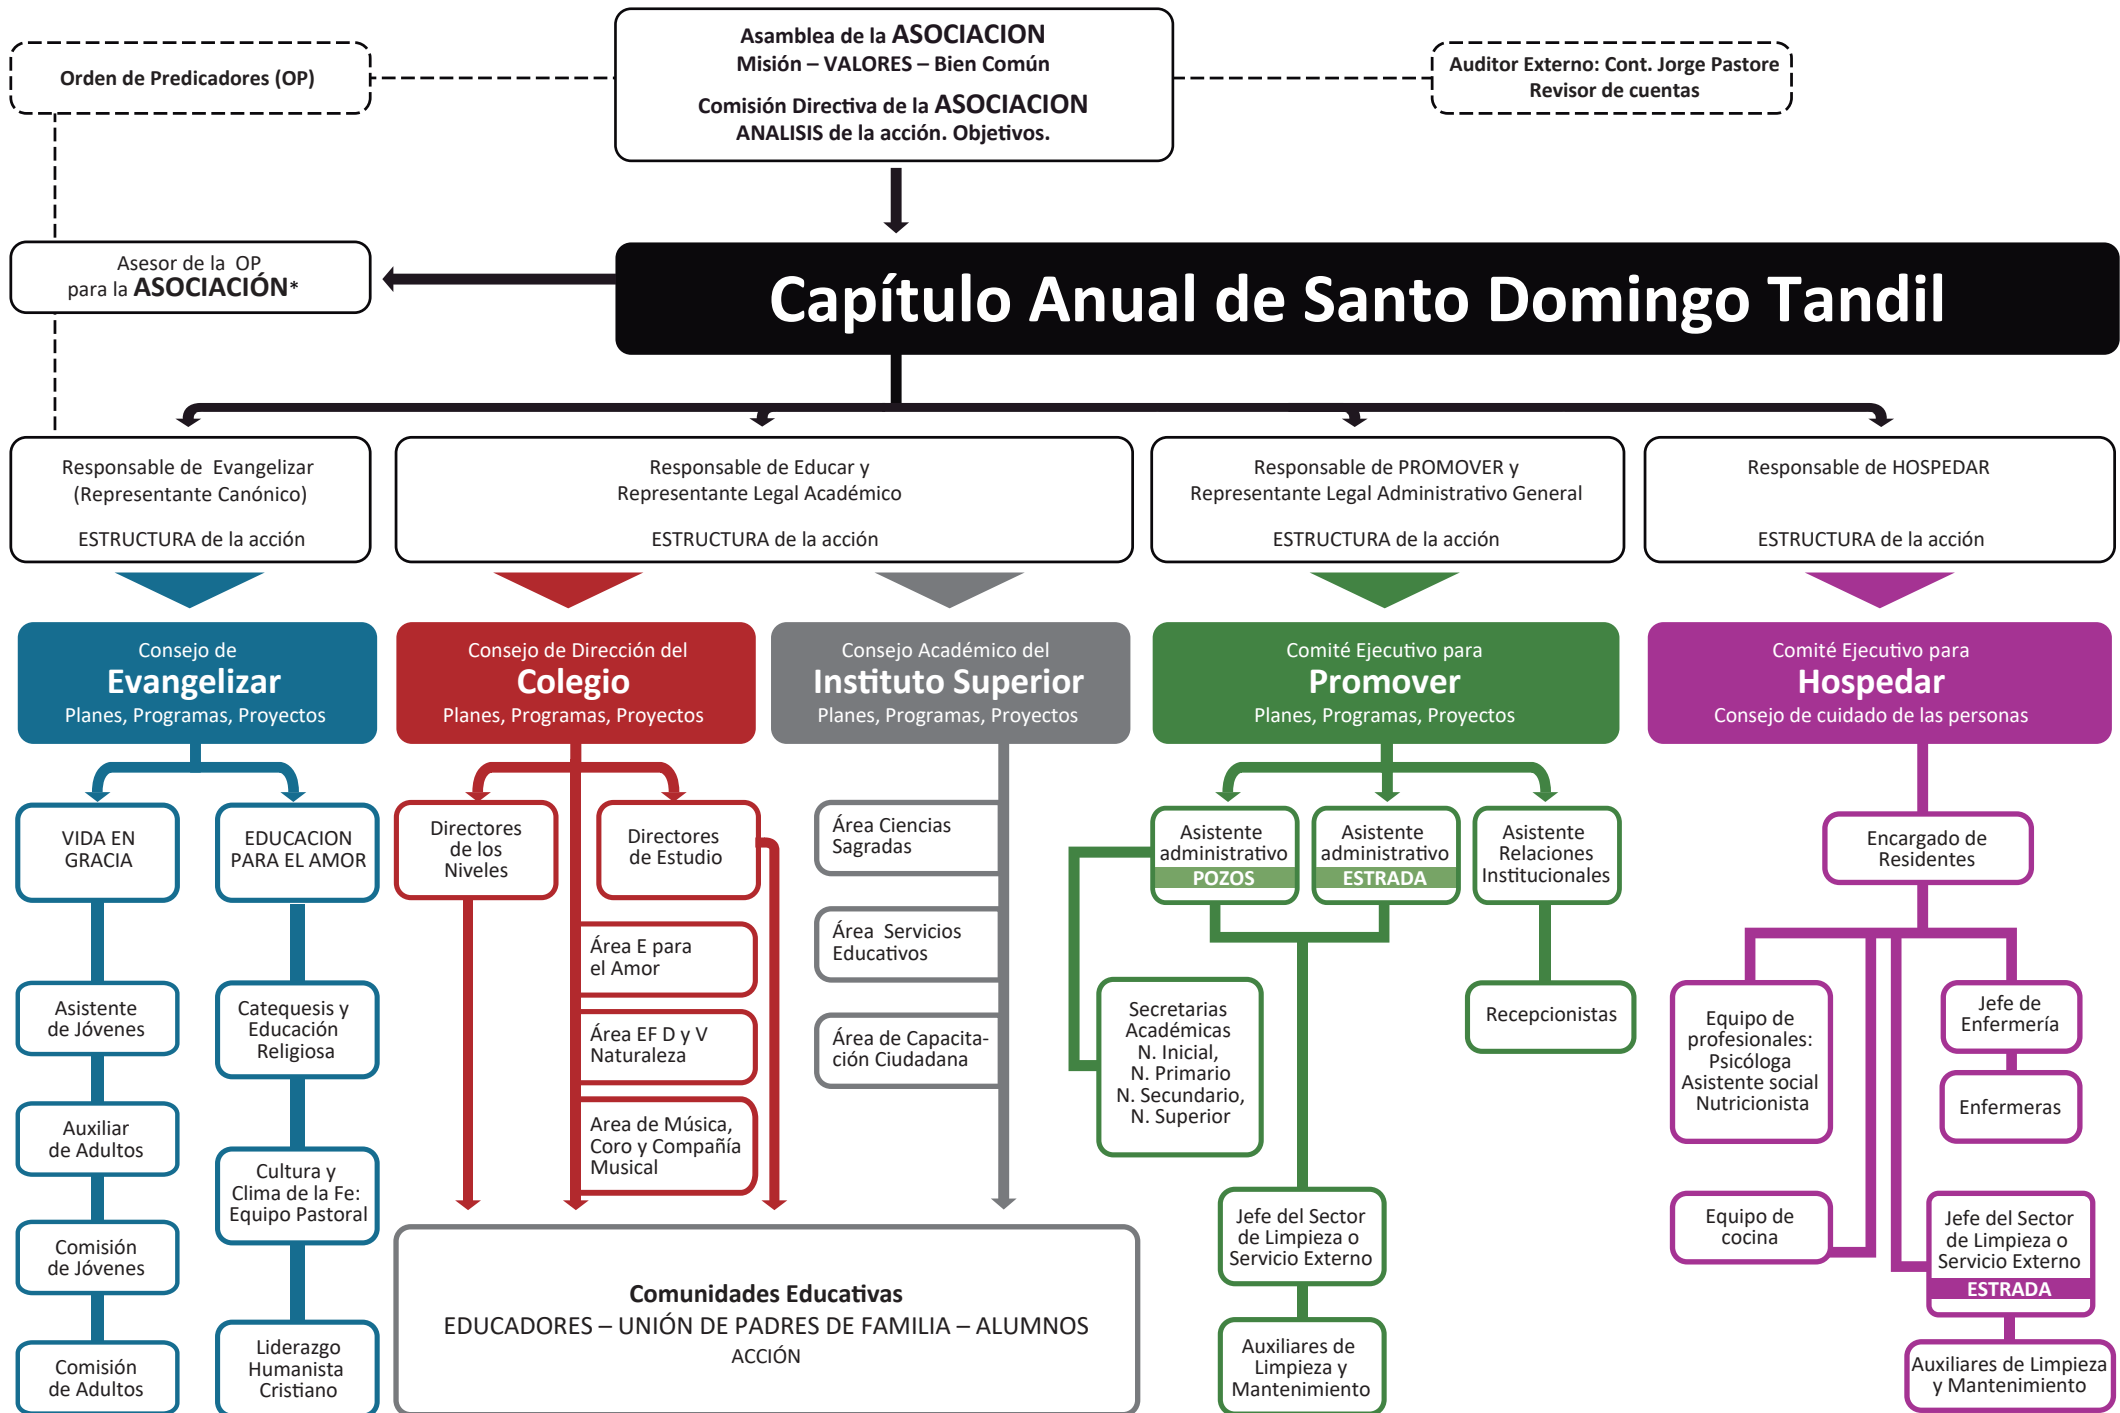 Asamblea de la ASOCIACION
Misión – VALORES – Bien Común
Comisión Directiva de la ASOCIACION
ANALISIS de la acción. Objetivos.
Orden de Predicadores (OP)
Auditor Externo: Cont. Jorge Pastore
Revisor de cuentas
Asesor de la OP
para la ASOCIACIÓN*
Capítulo Anual de Santo Domingo Tandil
Responsable de Evangelizar
(Representante Canónico)
ESTRUCTURA de la acción
Responsable de Educar y
Representante Legal Académico
ESTRUCTURA de la acción
Responsable de PROMOVER y
Representante Legal Administrativo General
ESTRUCTURA de la acción
Responsable de HOSPEDAR
ESTRUCTURA de la acción
Consejo de
Evangelizar
Planes, Programas, Proyectos
Consejo de Dirección del
Colegio
Planes, Programas, Proyectos
Consejo Académico del
Instituto Superior
Planes, Programas, Proyectos
Comité Ejecutivo para
Promover
Planes, Programas, Proyectos
Comité Ejecutivo para
Hospedar
Consejo de cuidado de las personas
VIDA EN
GRACIA
Asistente
de Jóvenes
Auxiliar
de Adultos
Comisión
de Jóvenes
Comisión
de Adultos
EDUCACION
PARA EL AMOR
Catequesis y
Educación
Religiosa
Cultura y
Clima de la Fe:
Equipo Pastoral
Liderazgo
Humanista
Cristiano
Directores
de los
Niveles
Directores
de Estudio
Área E para
el Amor
Área EF D y V
Naturaleza
Area de Música,
Coro y Compañía
Musical
Área Ciencias
Sagradas
Área Servicios
Educativos
Área de Capacita-
ción Ciudadana
Comunidades Educativas
EDUCADORES – UNIÓN DE PADRES DE FAMILIA – ALUMNOS
ACCIÓN
Asistente
administrativo
POZOS
Asistente
administrativo
ESTRADA
Asistente
Relaciones
Institucionales
Secretarias
Académicas
N. Inicial,
N. Primario
N. Secundario,
N. Superior
Recepcionistas
Jefe del Sector
de Limpieza o
Servicio Externo
Auxiliares de
Limpieza y
Mantenimiento
Encargado de
Residentes
Equipo de
profesionales:
Psicóloga
Asistente social
Nutricionista
Jefe de
Enfermería
Enfermeras
Equipo de
cocina
Jefe del Sector
de Limpieza o
Servicio Externo
ESTRADA
Auxiliares de Limpieza
y Mantenimiento